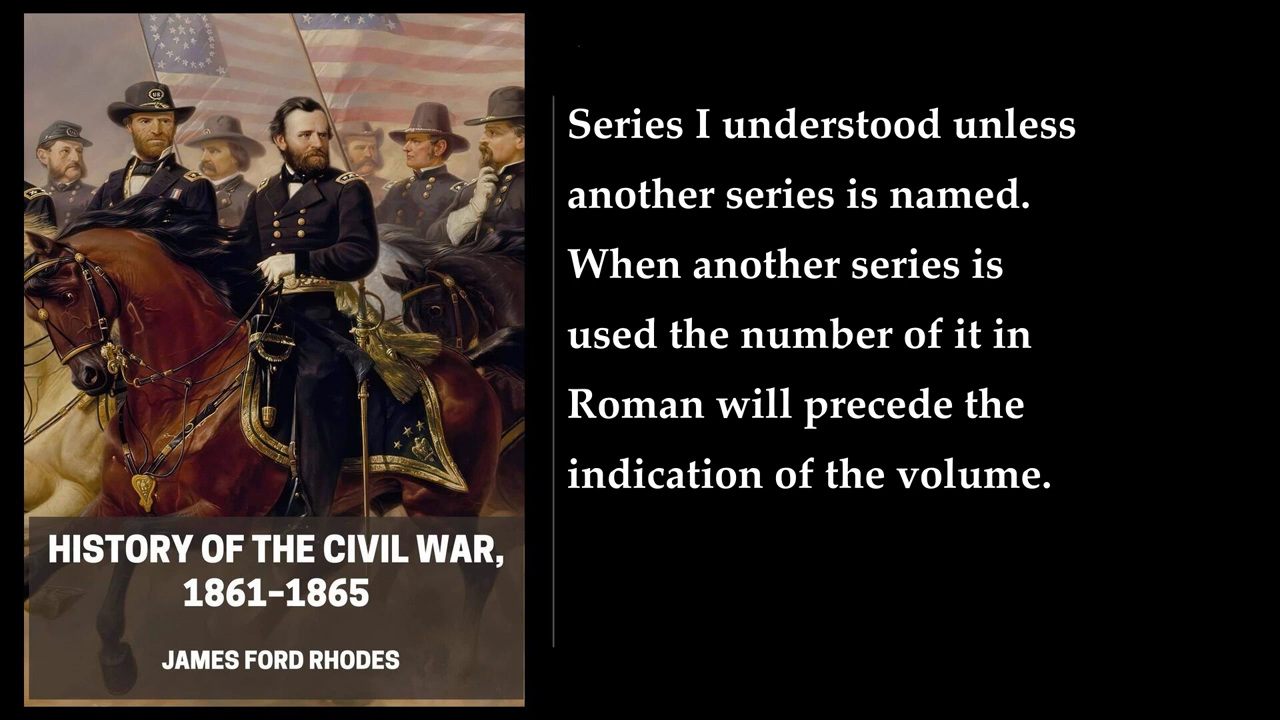 HISTORY OF THE CIVIL WAR,
1861–1865
JAMES FORD RHODES
Series I understood unless
another series is named.
When another series is
used the number of it in
Roman will precede the
indication of the volume.